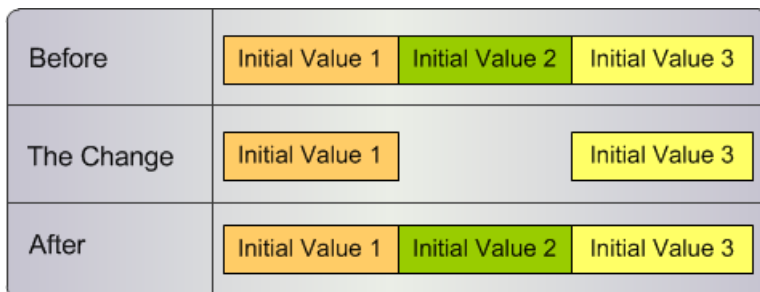 Before Initial Value 1 Initial Value 2 Initial Value 3
The Change Initial Value 1 Initial Value 3
After Initial Value 1 Initial Value 2 Initial Value 3